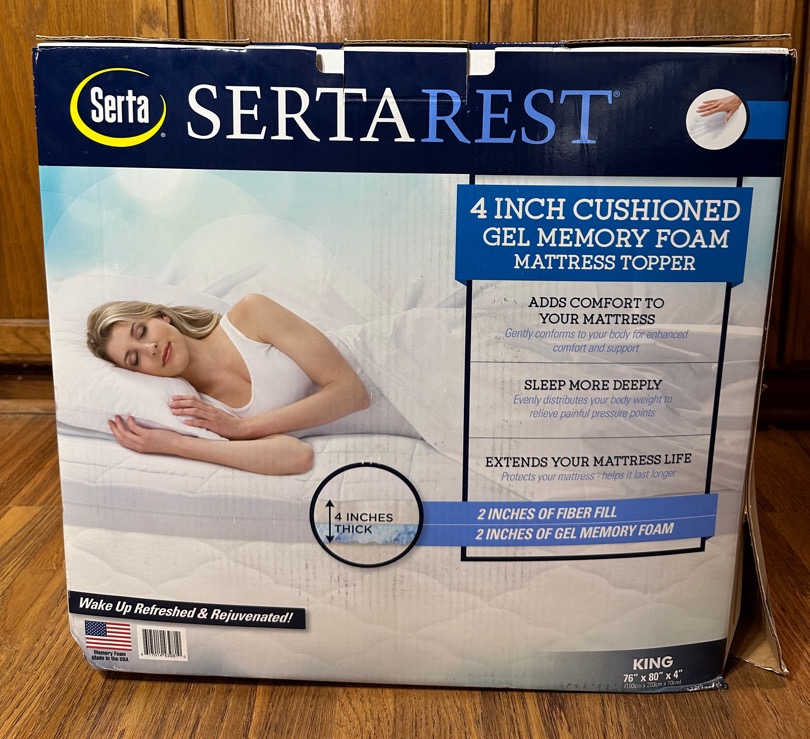 Serta
SERTAREST®
4 INCH CUSHIONED
GEL MEMORY FOAM
MATTRESS TOPPER
ADDS COMFORT TO
YOUR MATTRESS
Gently conforms to your body for enhanced
comfort and support
SLEEP MORE DEEPLY
Evenly distributes your body weight to
relieve painful pressure points
EXTENDS YOUR MATTRESS LIFE
Protects your mattress - helps it last longer
4 INCHES
THICK
2 INCHES OF FIBER FILL
2 INCHES OF GEL MEMORY FOAM
Wake Up Refreshed & Rejuvenated!
Memory Foam
Made in the USA
KING
76" x 80" x 4"
(193cm x 203cm x 10cm)